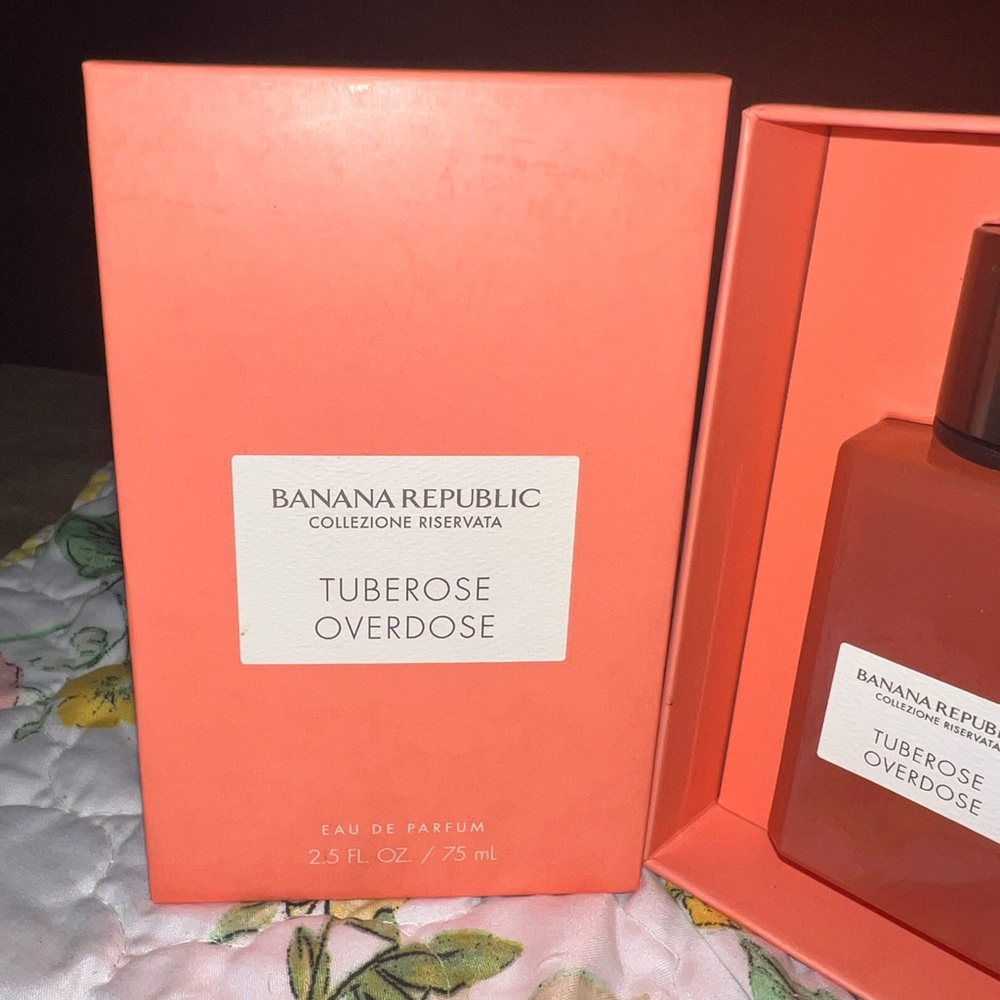 BANANA REPUBLIC
COLLEZIONE RISERVATA
TUBEROSE
OVERDOSE
EAU DE PARFUM
2.5 FL. OZ. / 75 mL
BANANA
COLLEZIONE RISERVATA
TUBEROSE
OVERDOSE